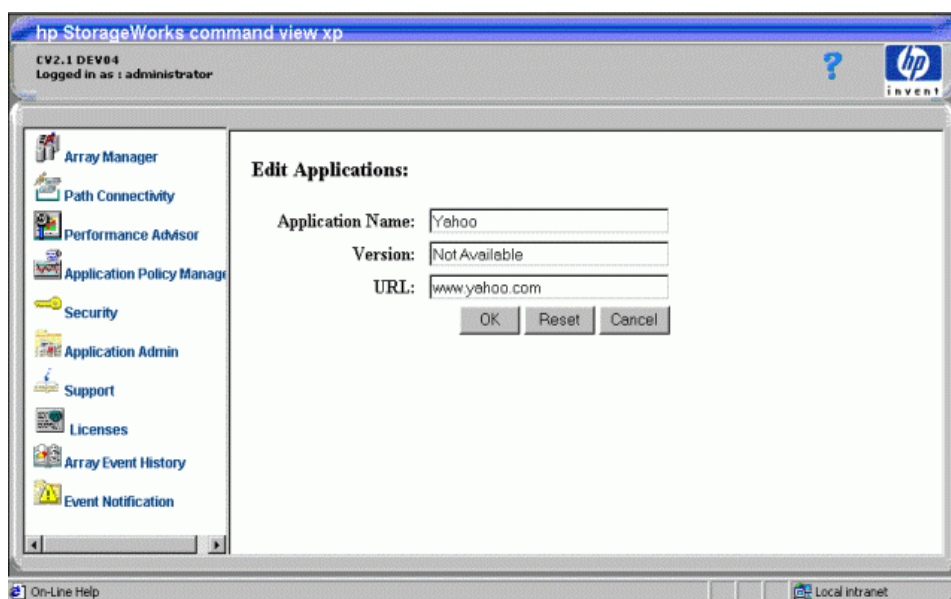 hp StorageWorks command view xp
CV2.1 DEV04
Logged in as : administrator
?
hp
invent
Array Manager
Path Connectivity
Performance Advisor
Application Policy Manage
Security
Application Admin
Support
Licenses
Array Event History
Event Notification
Edit Applications:
Application Name: Yahoo
Version: Not Available
URL: www.yahoo.com
OK Reset Cancel
On-Line Help
Local intranet